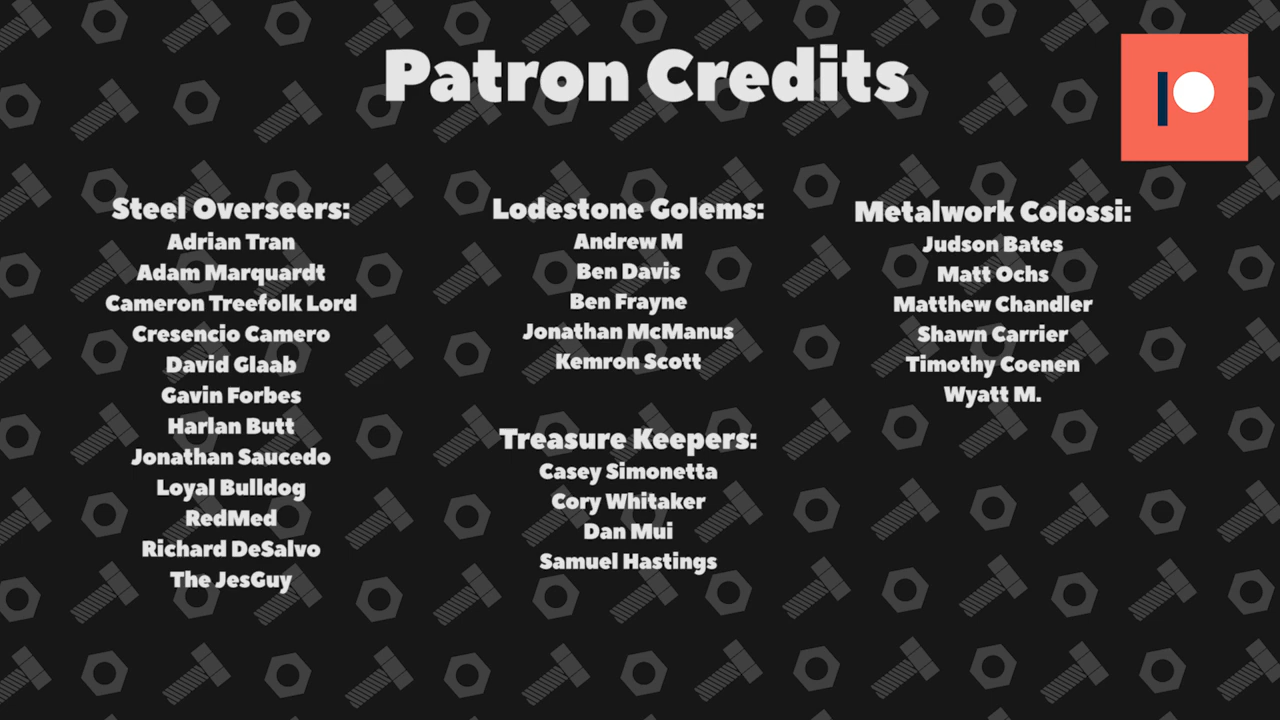 Patron Credits
Steel Overseers:
Adrian Tran
Adam Marquardt
Cameron Treefolk Lord
Cresencio Camero
David Glaab
Gavin Forbes
Harlan Butt
Jonathan Saucedo
Loyal Bulldog
RedMed
Richard DeSalvo
The JesGuy
Lodestone Golems:
Andrew M
Ben Davis
Ben Frayne
Jonathan McManus
Kemron Scott
Treasure Keepers:
Casey Simonetta
Cory Whitaker
Dan Mui
Samuel Hastings
Metalwork Colossi:
Judson Bates
Matt Ochs
Matthew Chandler
Shawn Carrier
Timothy Coenen
Wyatt M.